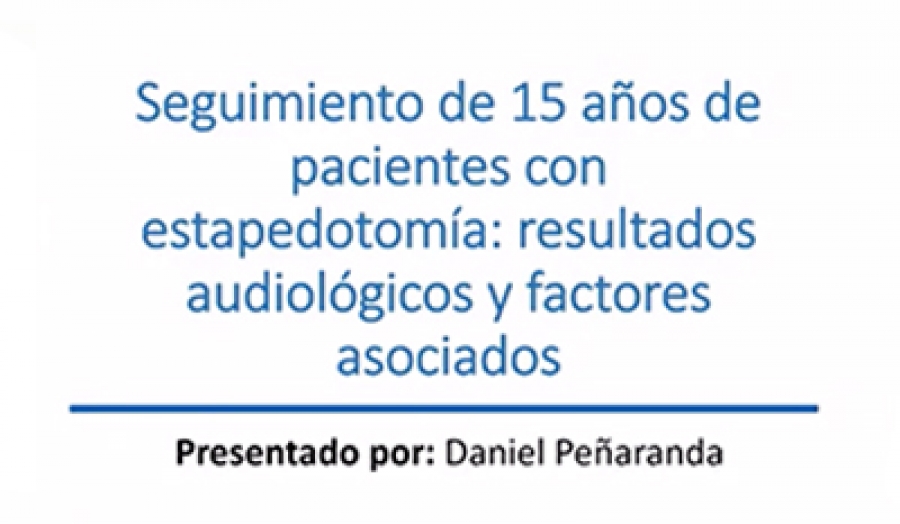 Seguimiento de 15 años de
pacientes con
estapedotomía: resultados
audiológicos y factores
asociados
Presentado por: Daniel Peñaranda